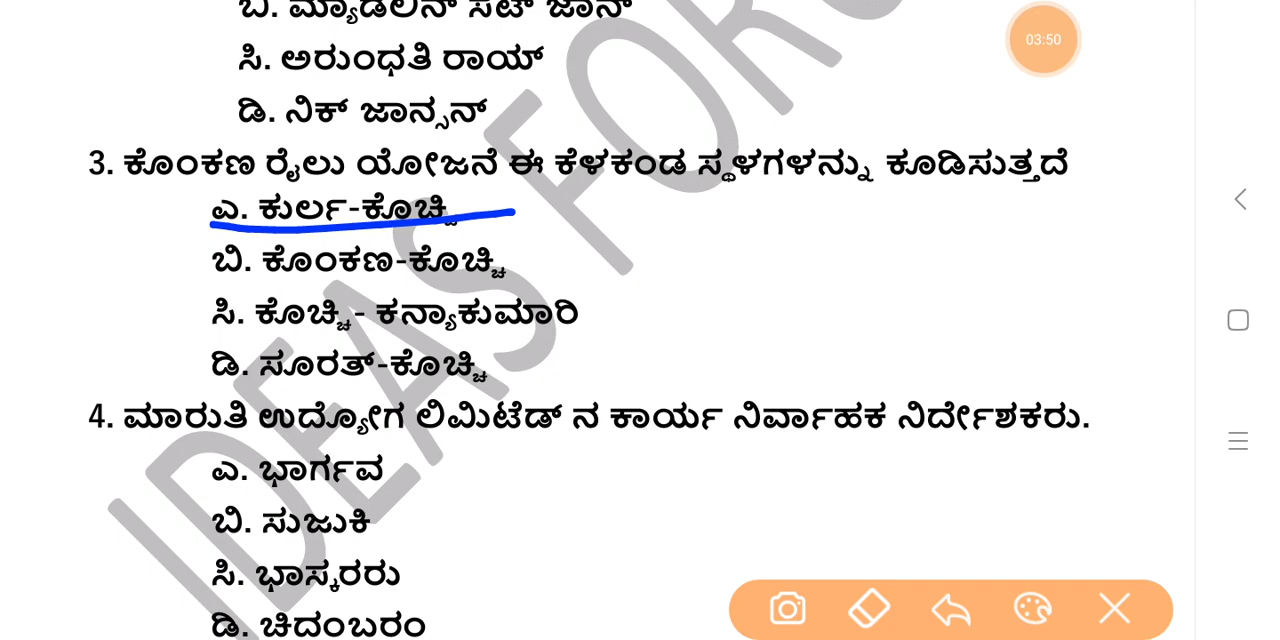 ಬಿ. ಮ್ಯಾಡಲಿನ್ ಸೆಟ್ ಜಾನ್
03:50
ಸಿ. ಅರುಂಧತಿ ರಾಯ್
ಡಿ. ನಿಕ್ ಜಾನ್ಸನ್
3. ಕೊಂಕಣ ರೈಲು ಯೋಜನೆ ಈ ಕೆಳಕಂಡ ಸ್ಥಳಗಳನ್ನು ಕೂಡಿಸುತ್ತದೆ
ಎ. ಕುರ್ಲ-ಕೊಚ್ಚಿ
ಬಿ. ಕೊಂಕಣ-ಕೊಚ್ಚಿ
ಸಿ. ಕೊಚ್ಚಿ- ಕನ್ಯಾಕುಮಾರಿ
ಡಿ. ಸೂರತ್-ಕೊಚ್ಚಿ
4. ಮಾರುತಿ ಉದ್ಯೋಗ ಲಿಮಿಟೆಡ್ ನ ಕಾರ್ಯ ನಿರ್ವಾಹಕ ನಿರ್ದೇಶಕರು.
ಎ. ಭಾರ್ಗವ
ಬಿ. ಸುಜುಕಿ
ಸಿ. ಭಾಸ್ಕರರು
ಡಿ. ಚಿದಂಬರಂ
IDEAS FOR